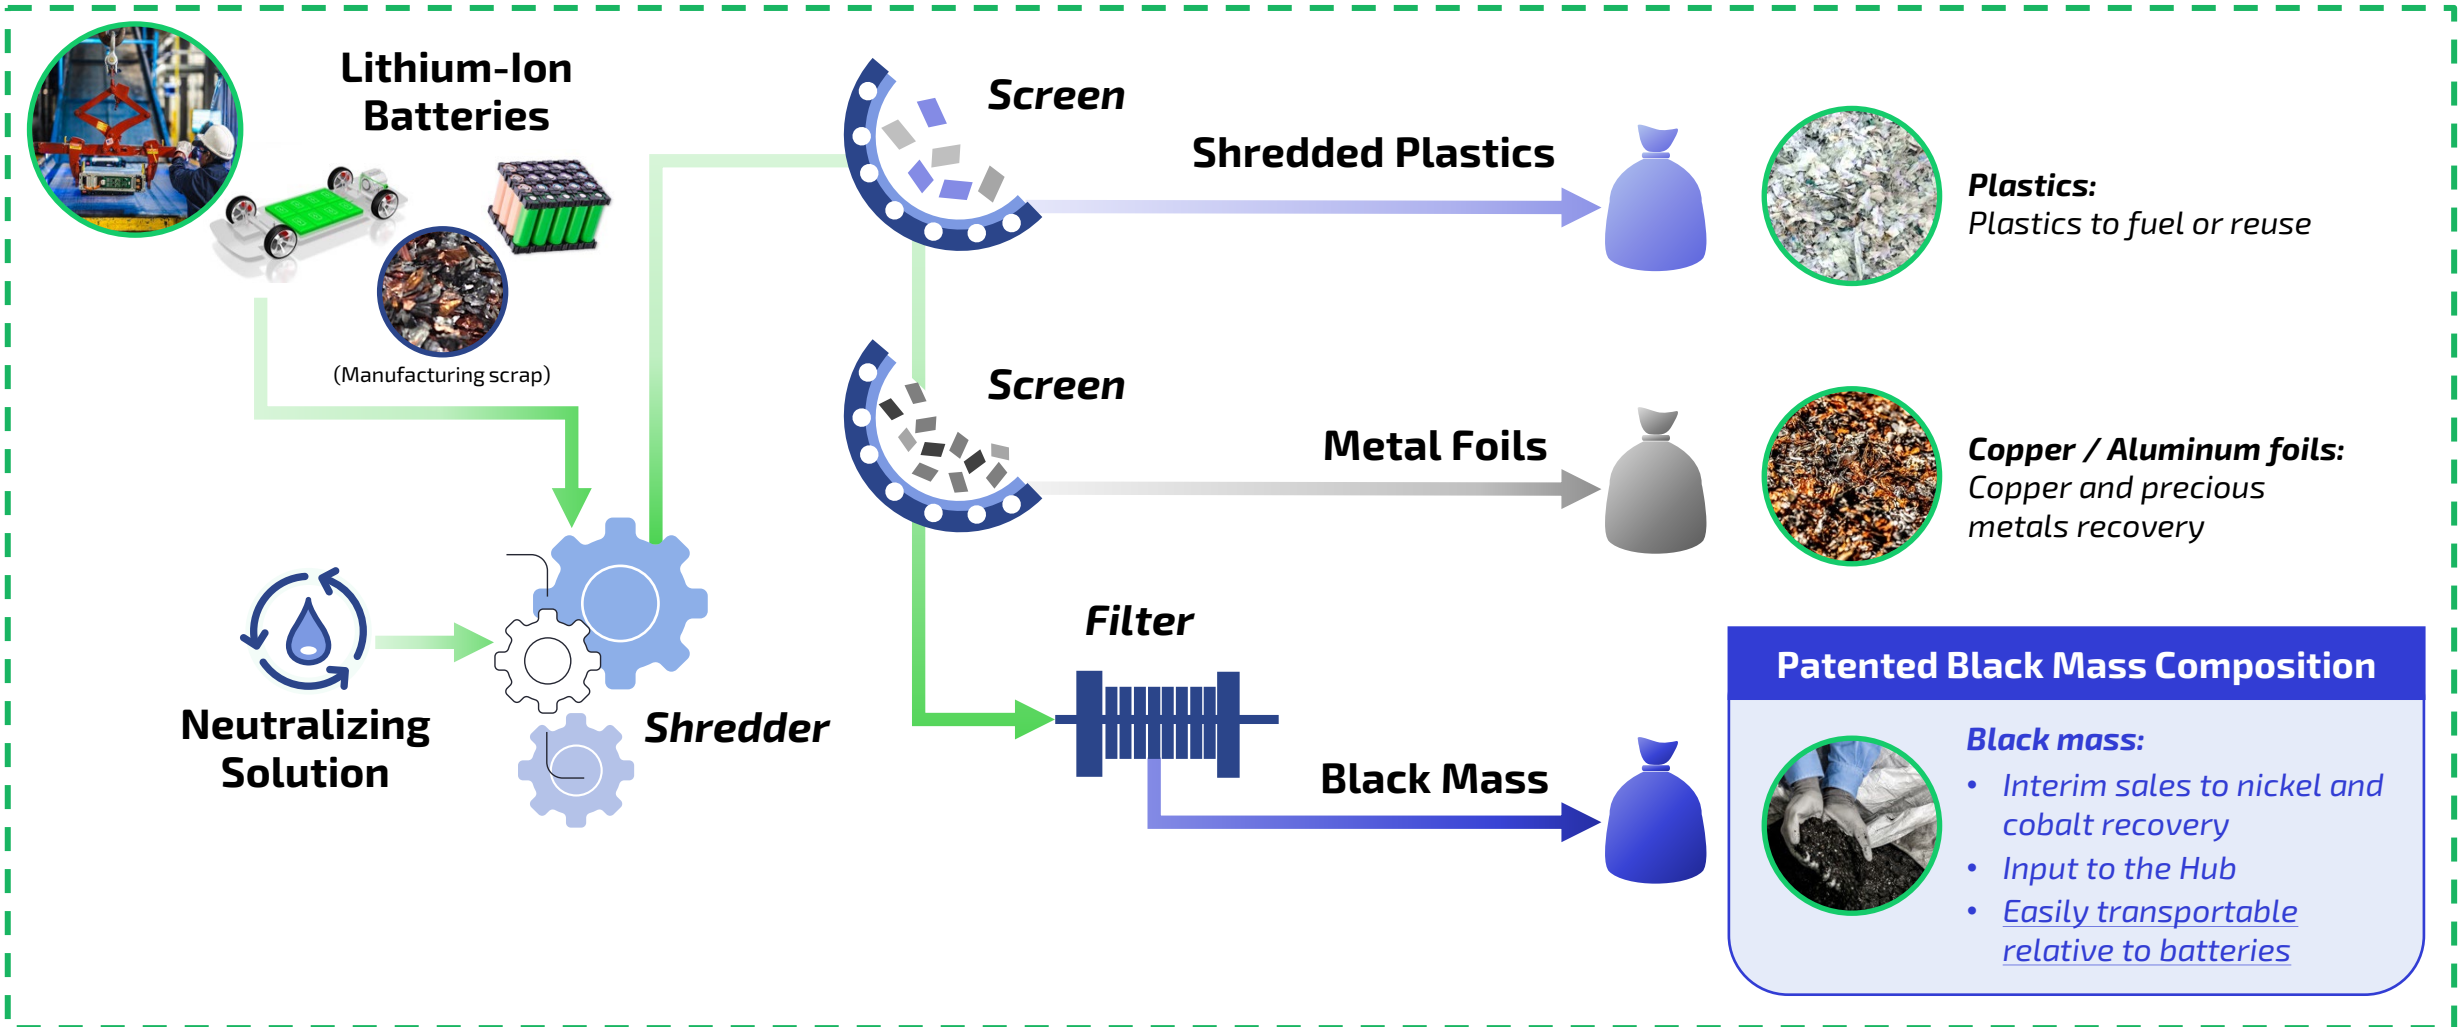 Lithium-Ion
Batteries
(Manufacturing scrap)
Neutralizing
Solution
Shredder
Screen
Shredded Plastics
Plastics:
Plastics to fuel or reuse
Screen
Metal Foils
Copper / Aluminum foils:
Copper and precious
metals recovery
Filter
Black Mass
Patented Black Mass Composition
Black mass:
• Interim sales to nickel and
cobalt recovery
• Input to the Hub
• Easily transportable
relative to batteries